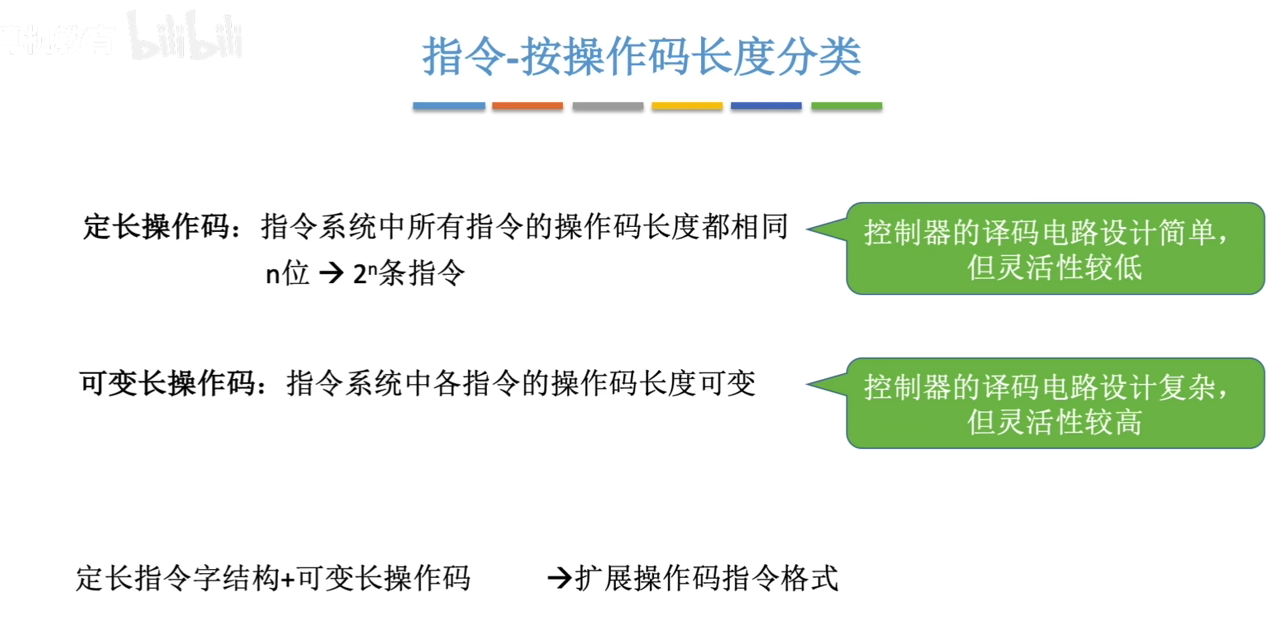 bilibili
指令-按操作码长度分类
定长操作码：指令系统中所有指令的操作码长度都相同
n位 → 2ⁿ条指令
控制器的译码电路设计简单，
但灵活性较低
可变长操作码：指令系统中各指令的操作码长度可变
控制器的译码电路设计复杂，
但灵活性较高
定长指令字结构+可变长操作码 →扩展操作码指令格式